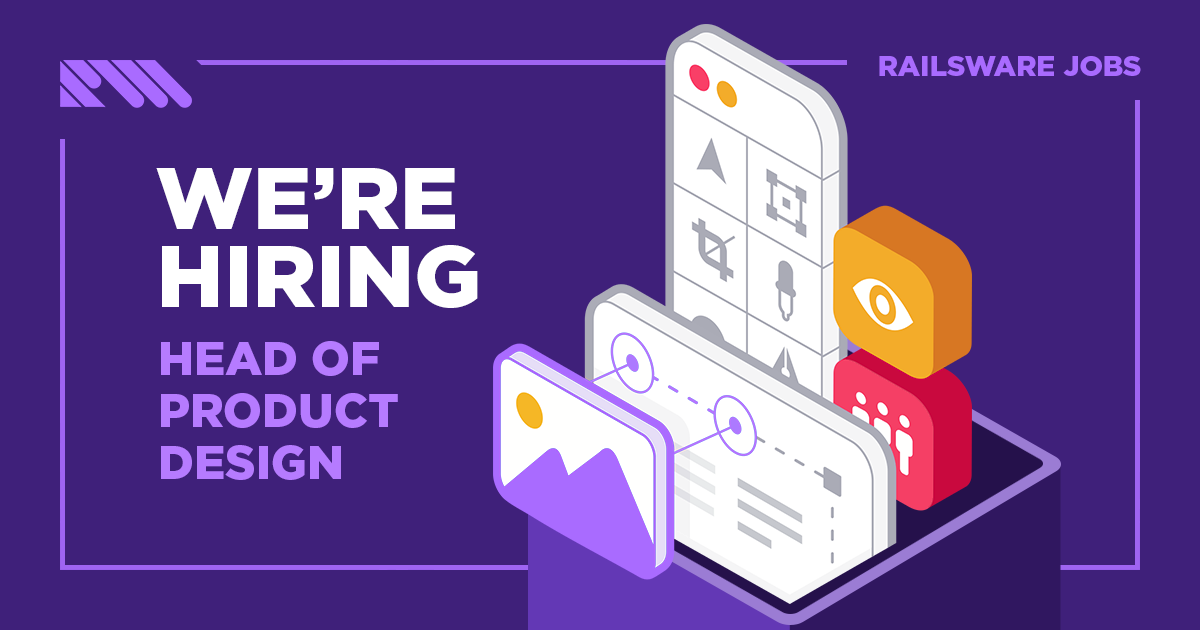 RAILSWARE JOBS
WE’RE
HIRING
HEAD OF
PRODUCT
DESIGN